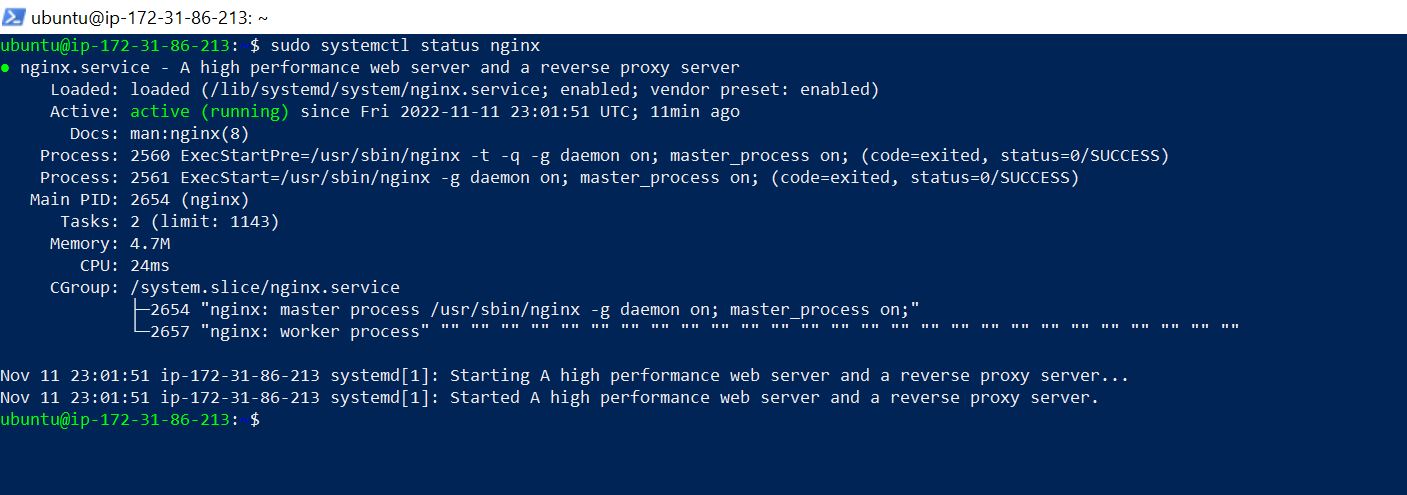 ubuntu@ip-172-31-86-213: ~
ubuntu@ip-172-31-86-213:~$ sudo systemctl status nginx
● nginx.service - A high performance web server and a reverse proxy server
Loaded: loaded (/lib/systemd/system/nginx.service; enabled; vendor preset: enabled)
Active: active (running) since Fri 2022-11-11 23:01:51 UTC; 11min ago
Docs: man:nginx(8)
Process: 2560 ExecStartPre=/usr/sbin/nginx -t -q -g daemon on; master_process on; (code=exited, status=0/SUCCESS)
Process: 2561 ExecStart=/usr/sbin/nginx -g daemon on; master_process on; (code=exited, status=0/SUCCESS)
Main PID: 2654 (nginx)
Tasks: 2 (limit: 1143)
Memory: 4.7M
CPU: 24ms
CGroup: /system.slice/nginx.service
├─2654 "nginx: master process /usr/sbin/nginx -g daemon on; master_process on;"
└─2657 "nginx: worker process" "" "" "" "" "" "" "" "" "" "" "" "" "" "" "" "" "" "" "" "" "" "" "" "" "" "" ""
Nov 11 23:01:51 ip-172-31-86-213 systemd[1]: Starting A high performance web server and a reverse proxy server...
Nov 11 23:01:51 ip-172-31-86-213 systemd[1]: Started A high performance web server and a reverse proxy server.
ubuntu@ip-172-31-86-213:~$